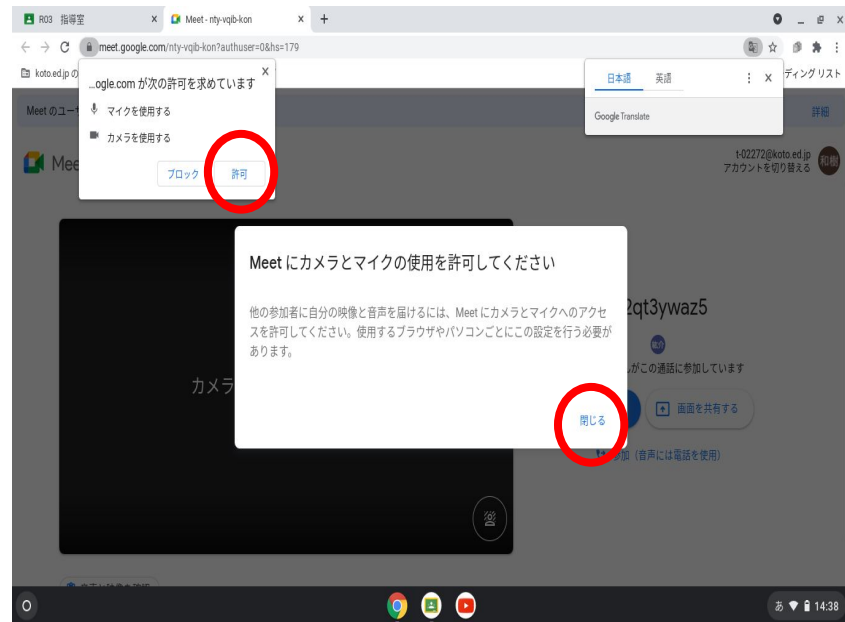 R03 指導室
Meet - nty-vqib-kon
meet.google.com/nty-vqib-kon?authuser=0&hs=179
koto.ed.jp の
ディング リスト
...ogle.com が次の許可を求めています
マイクを使用する
カメラを使用する
ブロック
許可
日本語
英語
Google Translate
Meet のユーザ
詳細
Mee
t-02272@koto.ed.jp
アカウントを切り替える
和樹
Meet にカメラとマイクの使用を許可してください
他の参加者に自分の映像と音声を届けるには、Meet にカメラとマイクへのアクセ
スを許可してください。使用するブラウザやパソコンごとにこの設定を行う必要が
あります。
閉じる
カメラ
2qt3ywaz5
がこの通話に参加しています
画面を共有する
参加（音声には電話を使用）
あ
14:38